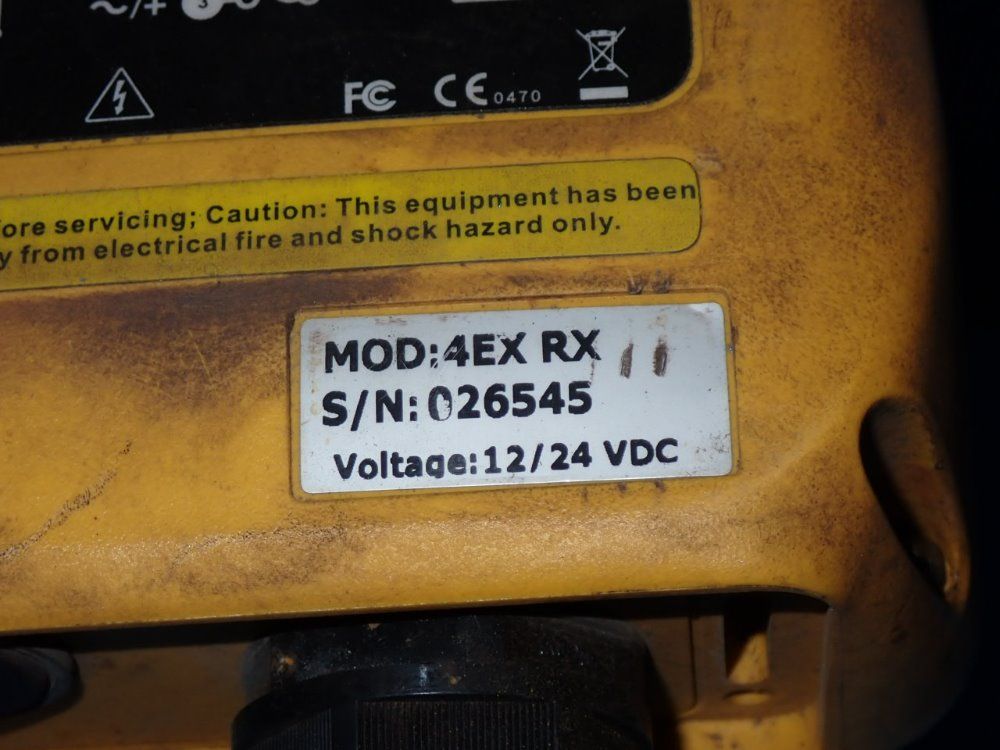 FC CE 0470
ore servicing; Caution: This equipment has been
y from electrical fire and shock hazard only.
MOD:4EX RX
S/N:026545
Voltage:12/24 VDC